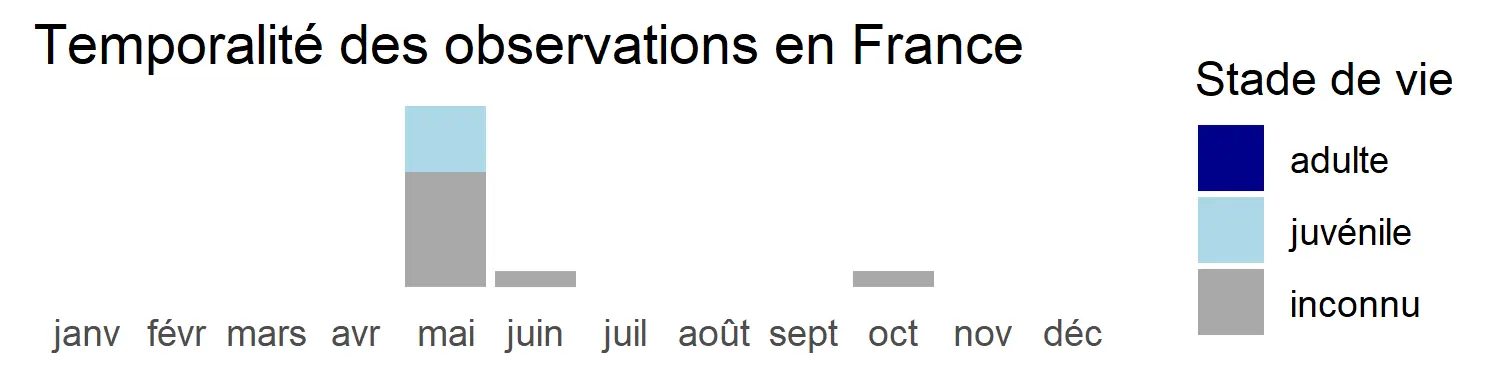 Temporalité des observations en France
Stade de vie
adulte
juvénile
inconnu
janv févr mars avr mai juin juil août sept oct nov déc